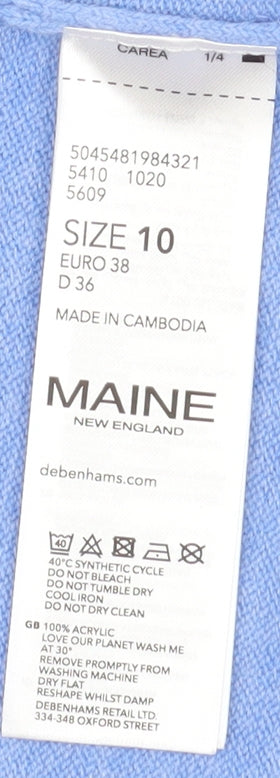 CAREA 1/4
5045481984321
5410 1020
5609
SIZE 10
EURO 38
D 36
MADE IN CAMBODIA
MAINE
NEW ENGLAND
debenhams.com
40
40°C SYNTHETIC CYCLE
DO NOT BLEACH
DO NOT TUMBLE DRY
COOL IRON
DO NOT DRY CLEAN
GB 100% ACRYLIC
LOVE OUR PLANET WASH ME
AT 30°
REMOVE PROMPTLY FROM
WASHING MACHINE
DRY FLAT
RESHAPE WHILST DAMP
DEBENHAMS RETAIL LTD.
334-348 OXFORD STREET